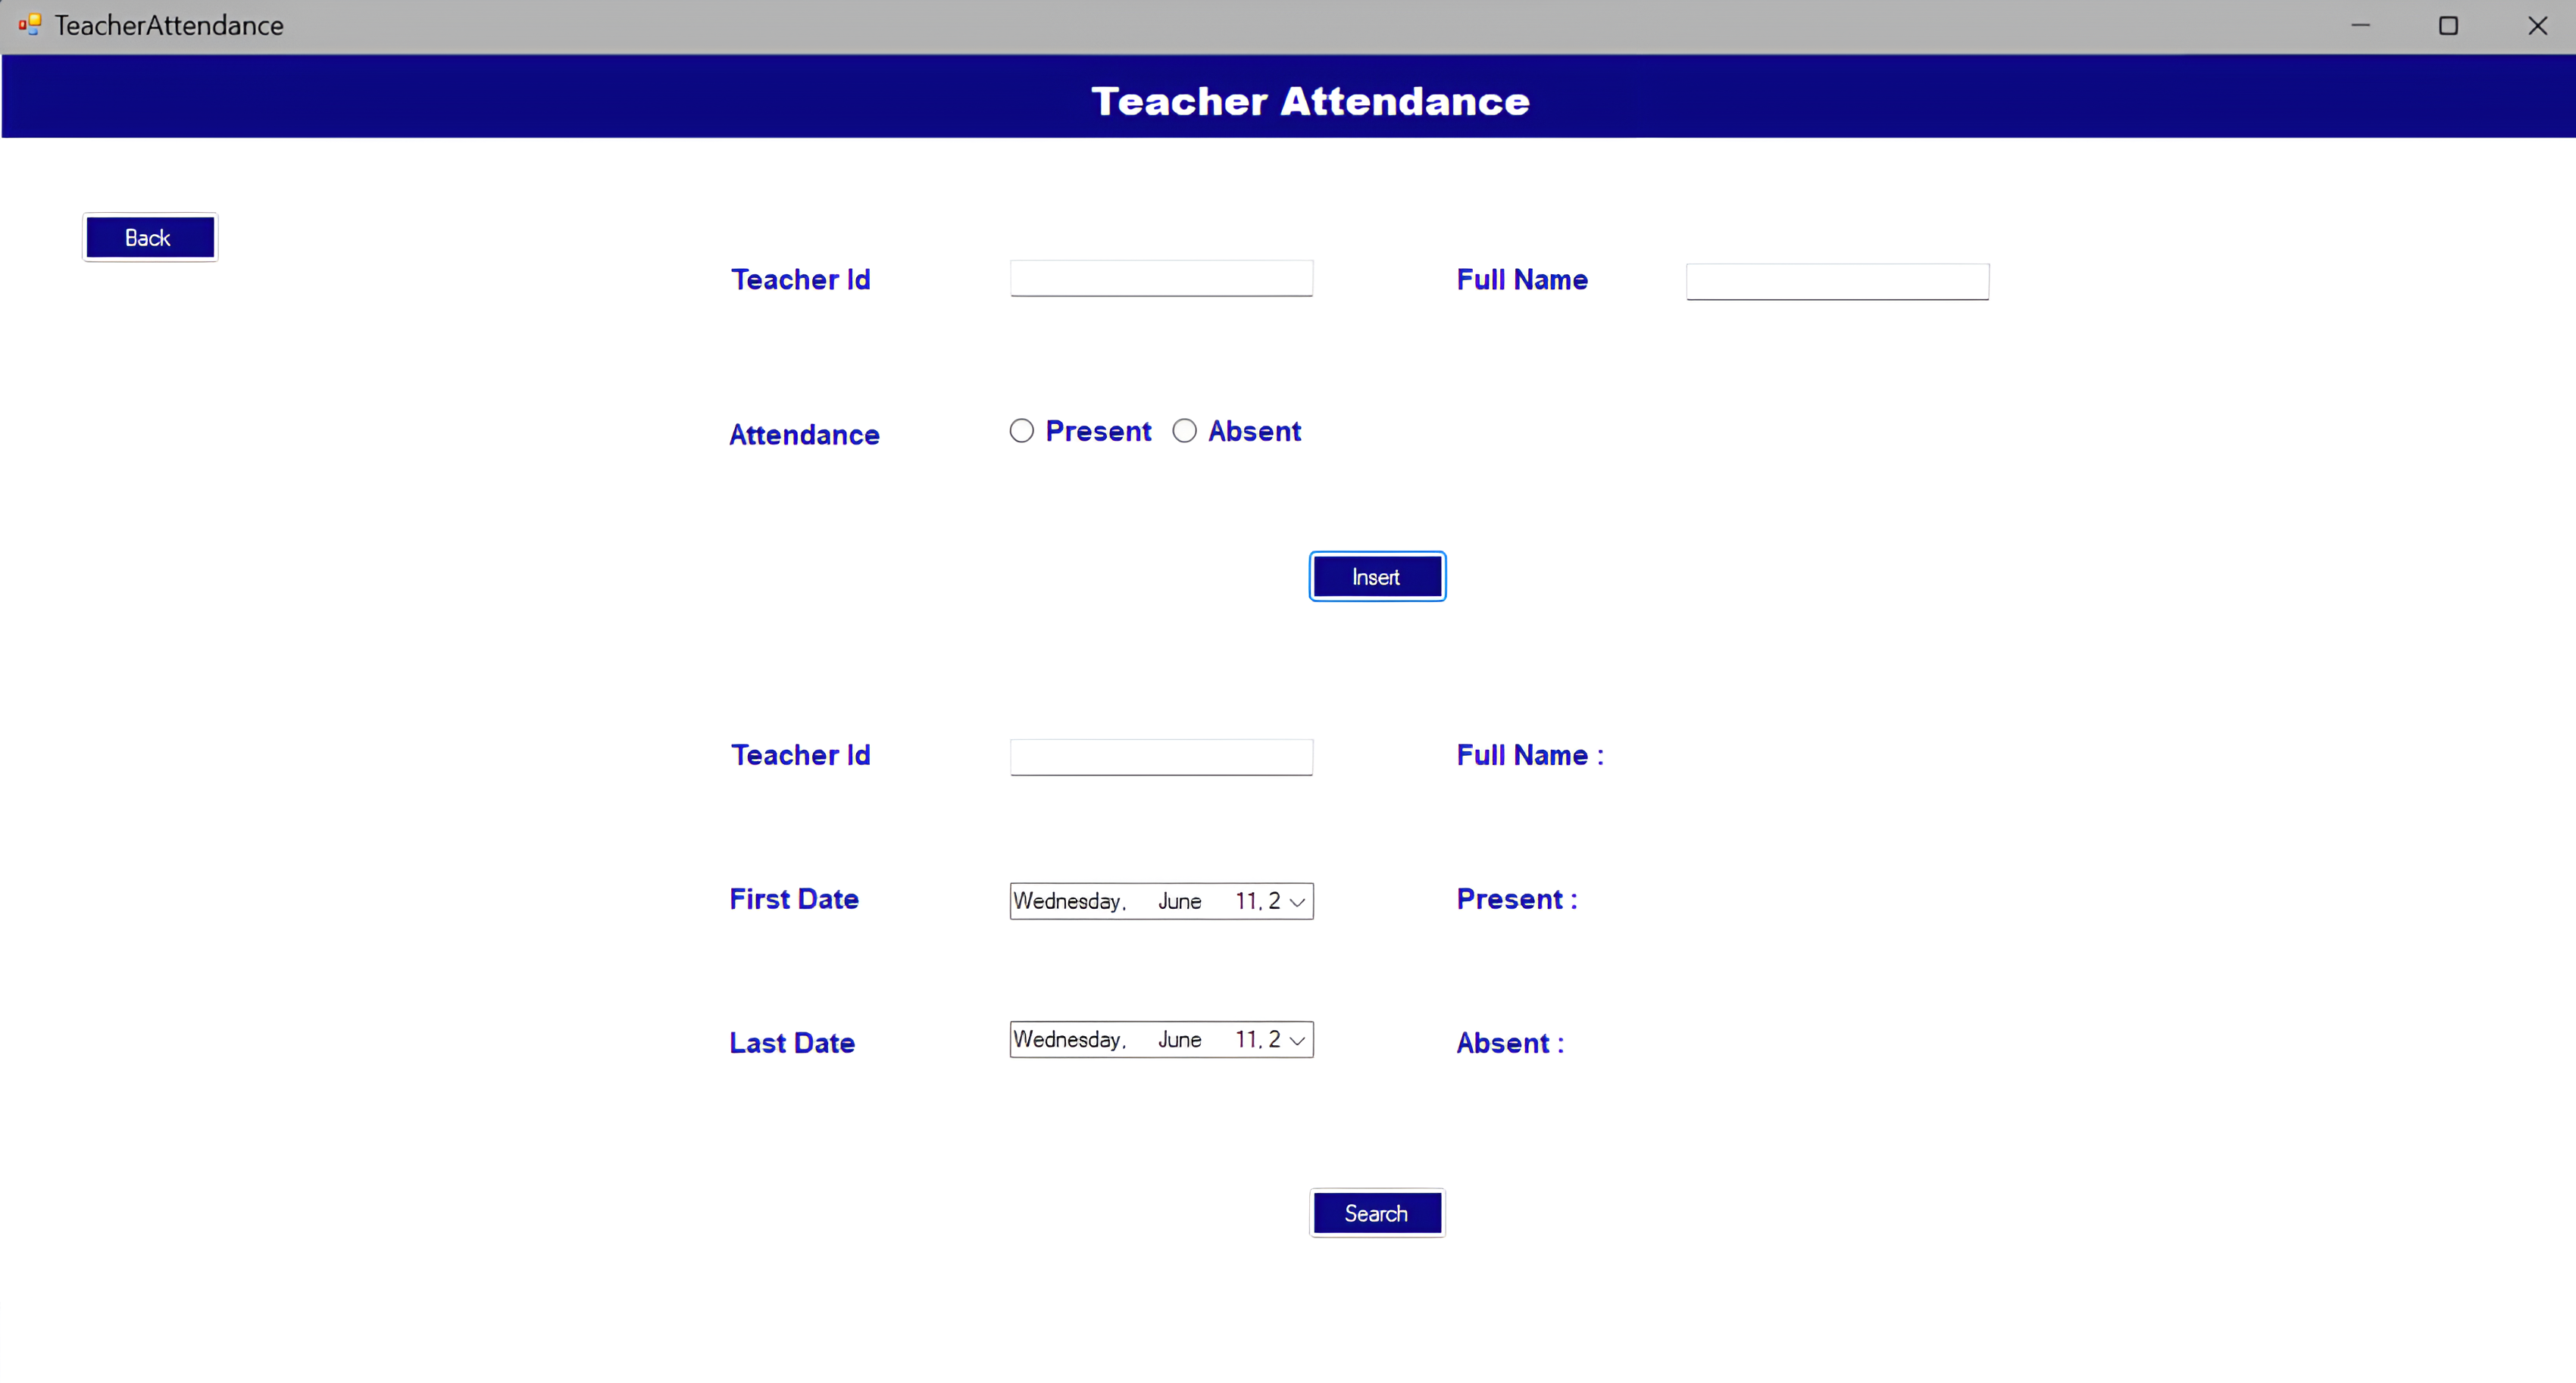 TeacherAttendance
Teacher Attendance
Back
Teacher Id
Full Name
Attendance
Present
Absent
Insert
Teacher Id
Full Name :
First Date
Wednesday, June 11, 2
Present :
Last Date
Wednesday, June 11, 2
Absent :
Search